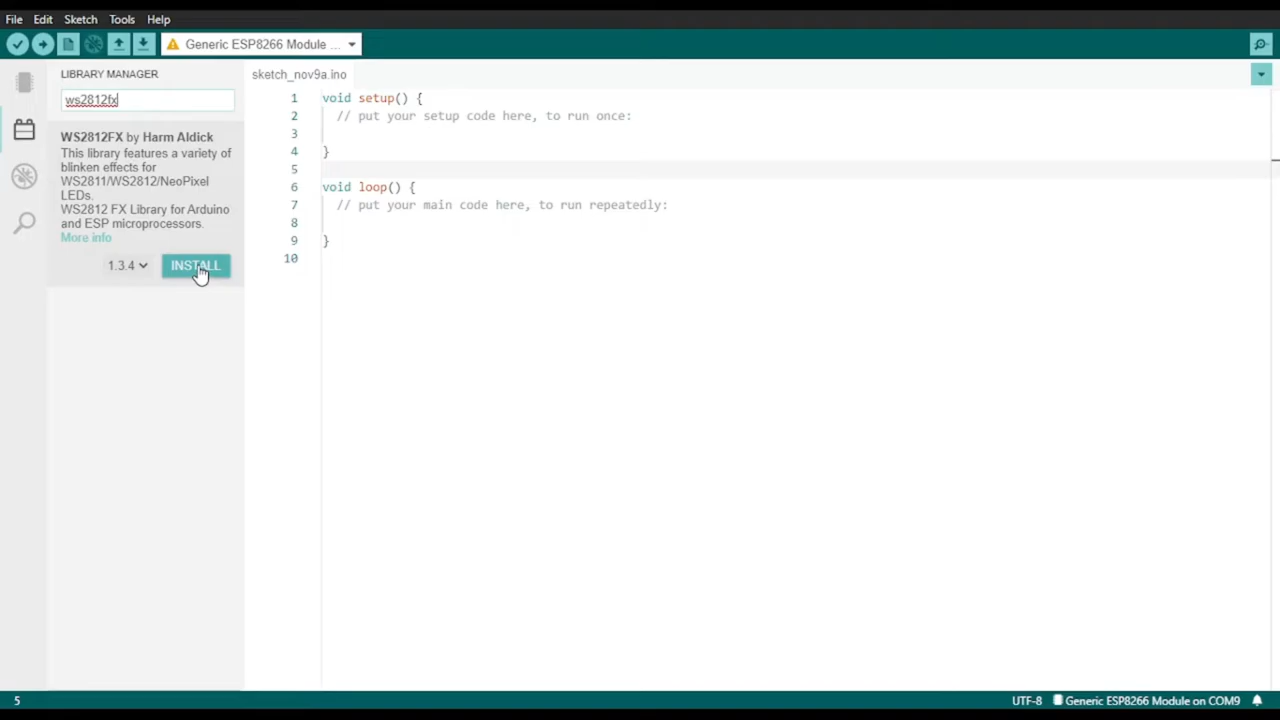 File Edit Sketch Tools Help
Generic ESP8266 Module ...
LIBRARY MANAGER
sketch_nov9a.ino
ws2812fx
WS2812FX by Harm Aldick
This library features a variety of
blinken effects for
WS2811/WS2812/NeoPixel
LEDs.
WS2812 FX Library for Arduino
and ESP microprocessors.
More info
1.3.4
INSTALL
1 void setup() {
2 // put your setup code here, to run once:
3
4 }
5
6 void loop() {
7 // put your main code here, to run repeatedly:
8
9 }
10
5
UTF-8 Generic ESP8266 Module on COM9